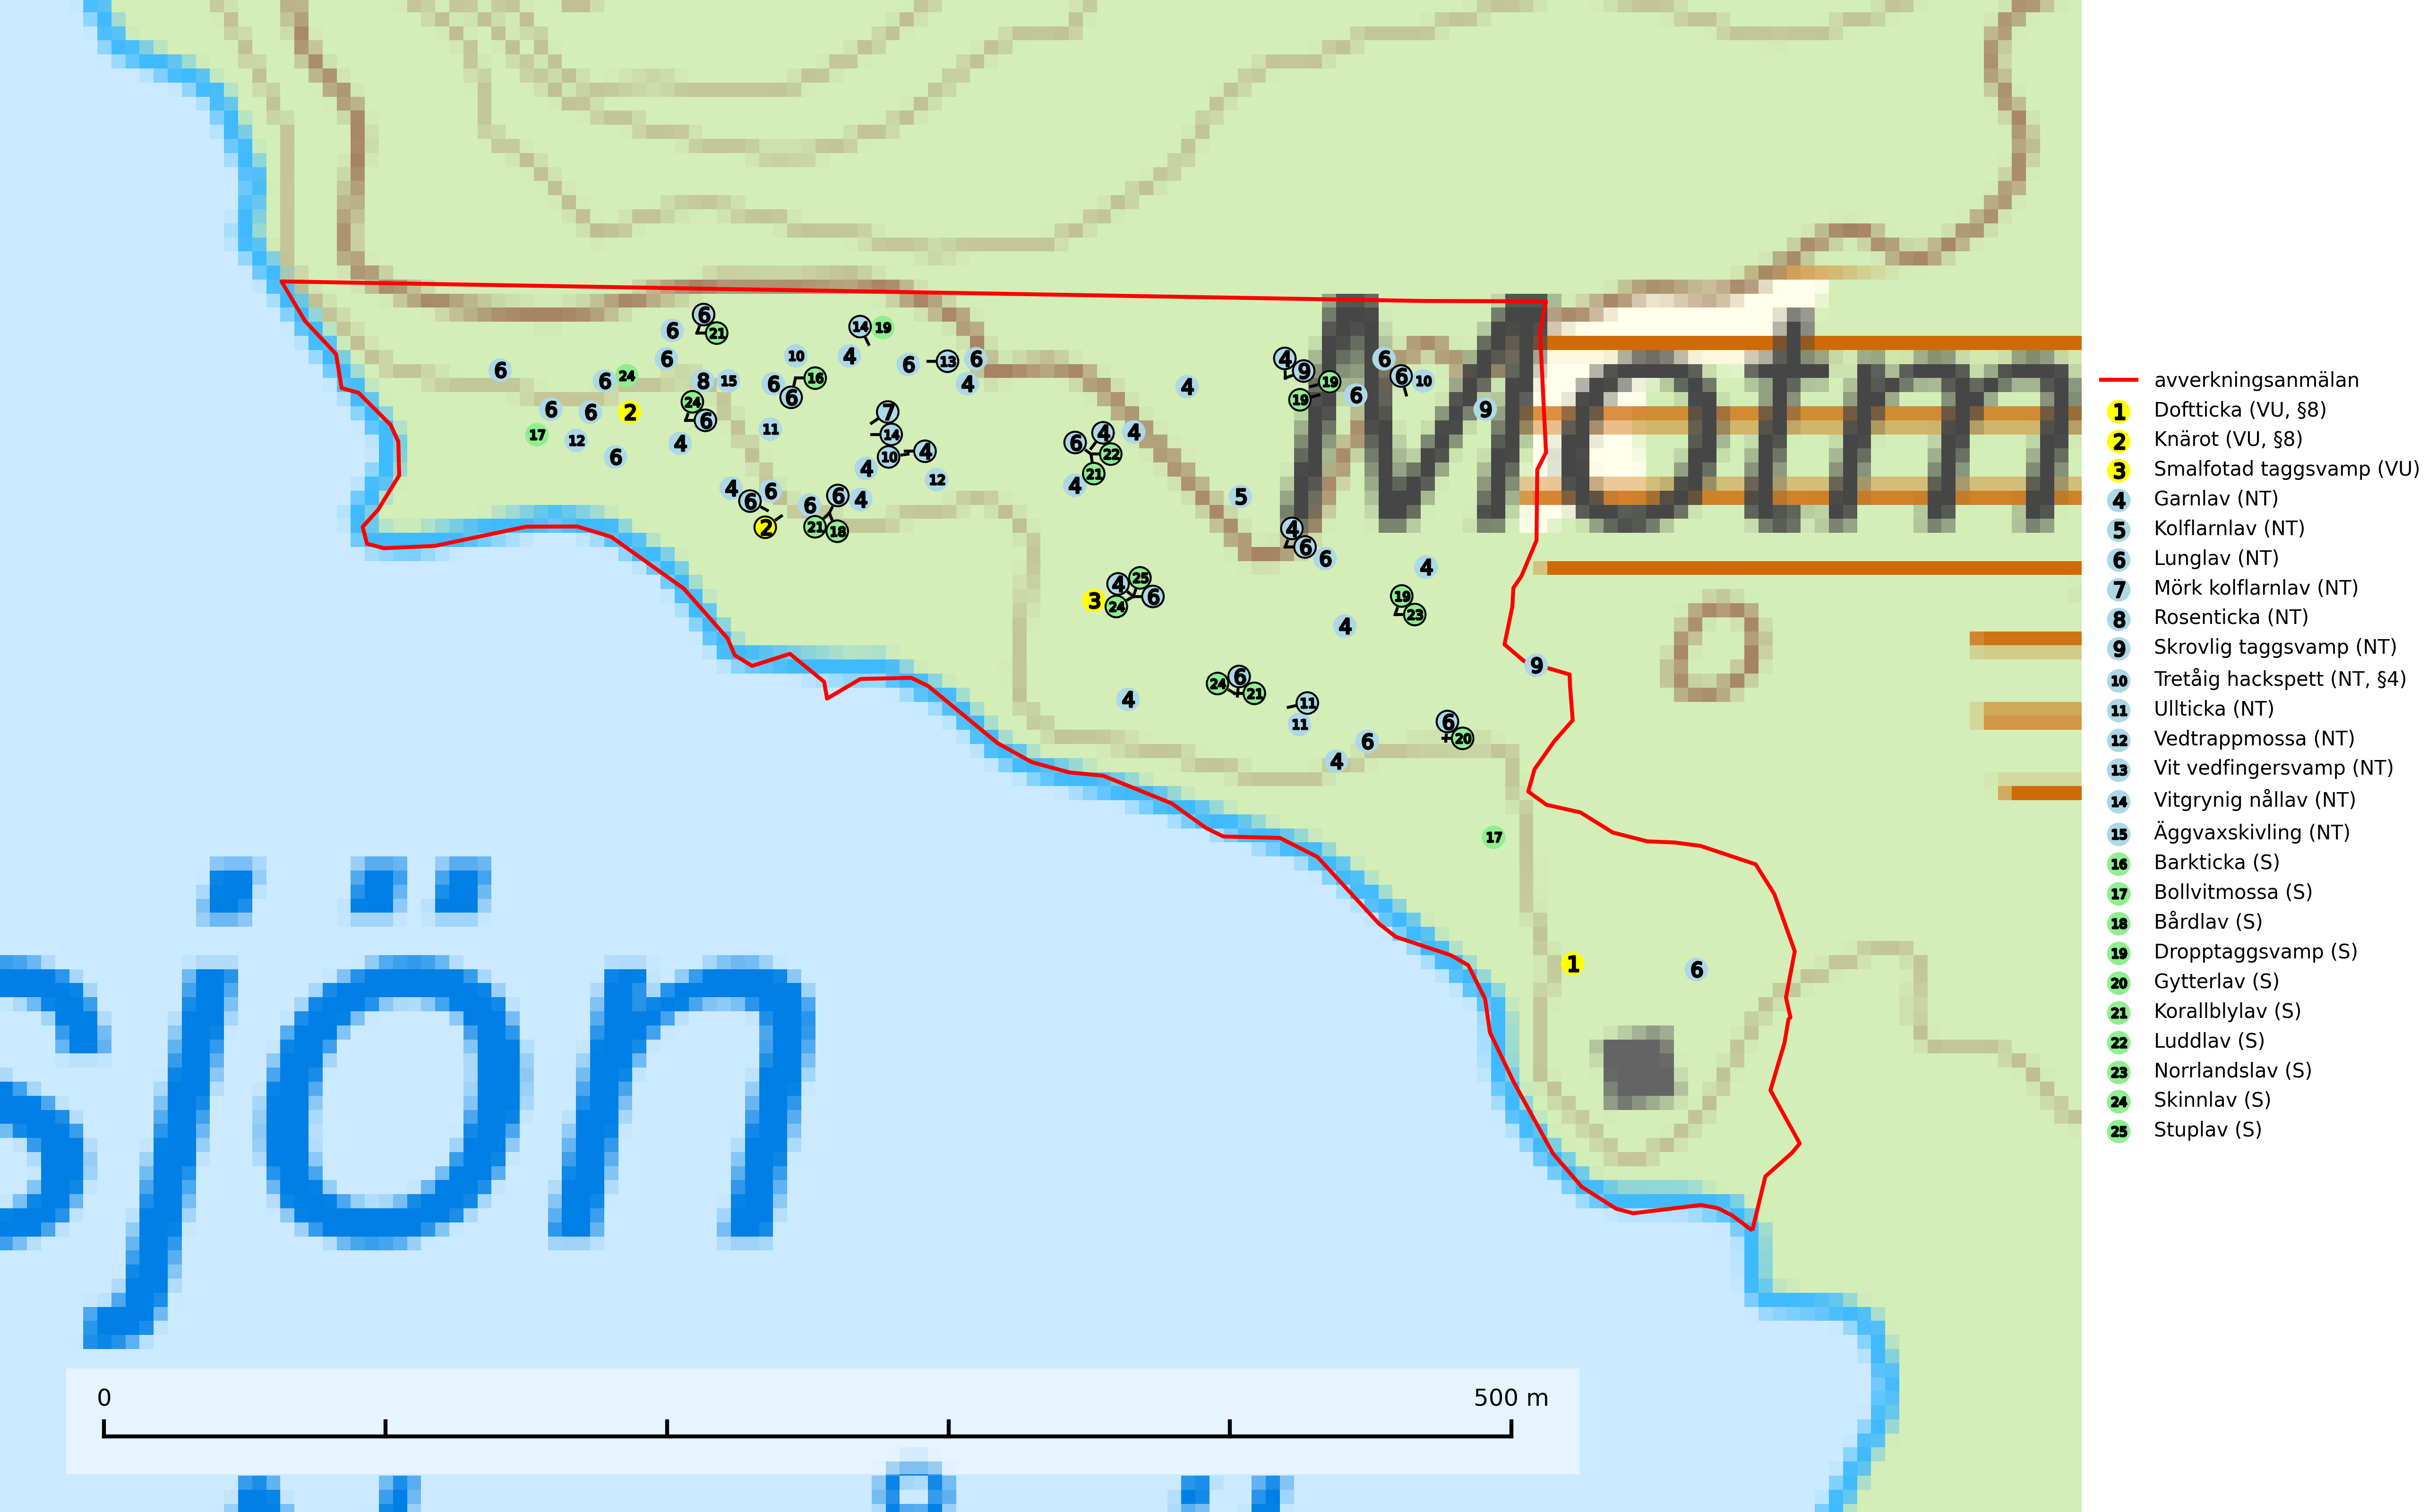 Motm
sjön
0
500 m
avverkningsanmälan
1 Doftticka (VU, §8)
2 Knärot (VU, §8)
3 Smalfotad taggsvamp (VU)
4 Garnlav (NT)
5 Kolflarnlav (NT)
6 Lunglav (NT)
7 Mörk kolflarnlav (NT)
8 Rosenticka (NT)
9 Skrovlig taggsvamp (NT)
10 Tretåig hackspett (NT, §4)
11 Ullticka (NT)
12 Vedtrappmossa (NT)
13 Vit vedfingersvamp (NT)
14 Vitgrynig nållav (NT)
15 Äggvaxskivling (NT)
16 Barkticka (S)
17 Bollvitmossa (S)
18 Bårdlav (S)
19 Dropptaggsvamp (S)
20 Gytterlav (S)
21 Korallblylav (S)
22 Luddlav (S)
23 Norrlandslav (S)
24 Skinnlav (S)
25 Stuplav (S)